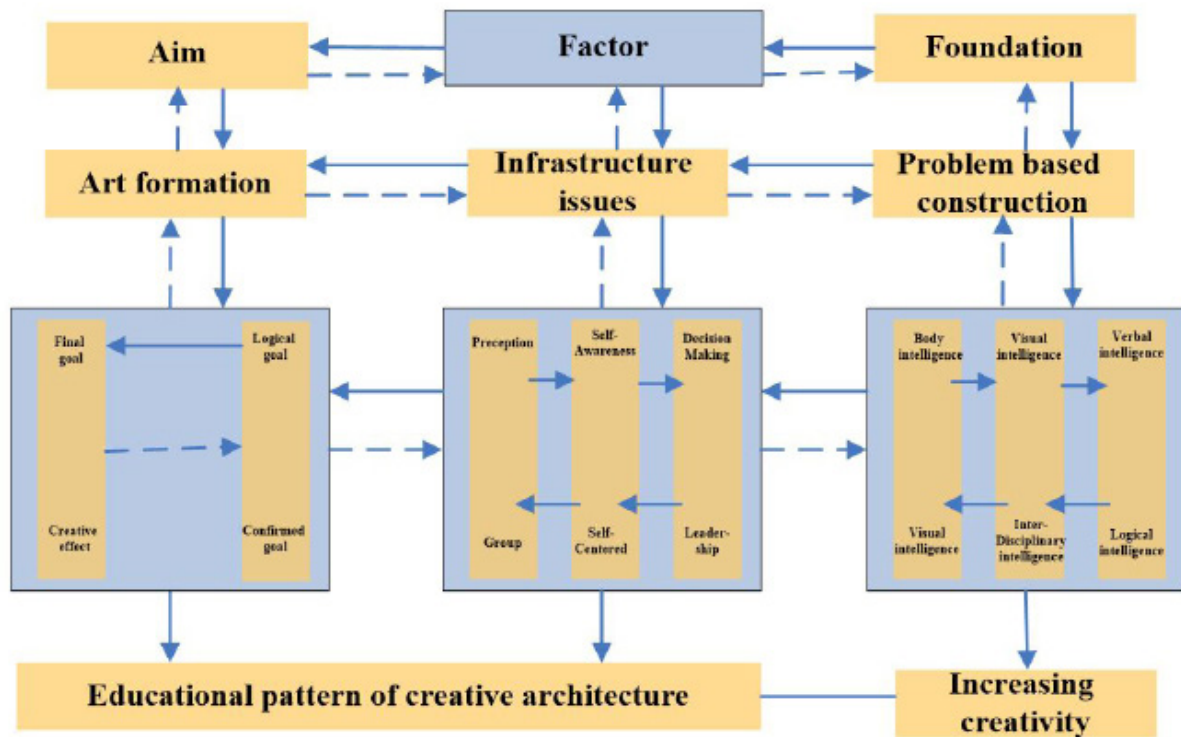 Aim
Factor
Foundation
Art formation
Infrastructure
issues
Problem based
construction
Final
goal
Logical
goal
Creative
effect
Confirmed
goal
Preception
Self-
Awareness
Decision
Making
Group
Self-
Centered
Leader-
ship
Body
intelligence
Visual
intelligence
Verbal
intelligence
Visual
intelligence
Inter-
Disciplinary
intelligence
Logical
intelligence
Educational pattern of creative architecture
Increasing
creativity